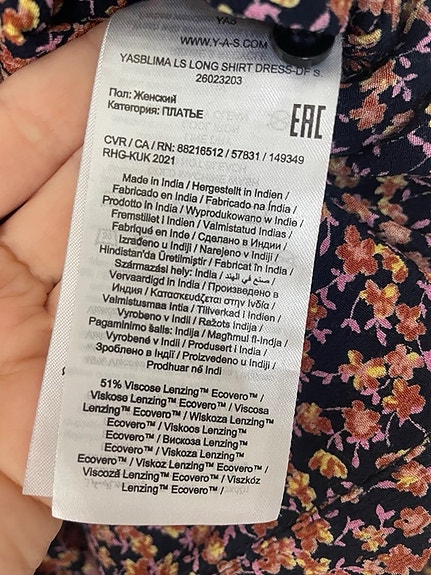 YAS
WWW.Y-A-S.COM
YASBLIMA LS LONG SHIRT DRESS-DF S.
26023203
Пол: Женский
Категория: ПЛАТЬЕ
EAC
CVR / CA / RN: 88216512 / 57831 / 149349
RHG-KUK 2021
Made in India / Hergestellt in Indien /
Fabricado en India / Fabricado na Índia /
Prodotto in India / Wyprodukowano w India /
Fremstillet i Indien / Valmistatud Indias /
Fabriqué en Inde / Сделано в Индии /
Izrađeno u Indiji / Narejeno v Indiji /
Hindistan'da Üretilmiştir / Fabricat în India /
Származási hely: India / صنع في الهند /
Vervaardigd in India / Произведено в
Индия / Κατασκευάζεται στην Ινδία /
Valmistusmaa Intia / Tillverkad i Indien /
Vyrobeno v Indii / Ražots Indijā /
Pagaminimo šalis: Indija / Maghmul fl-Indja /
Vyrobené v Indii / Produsert i India /
Зроблено в Індії / Proizvedeno u Indiji /
Prodhuar në Indi
51% Viscose Lenzing™ Ecovero™ /
Viskose Lenzing™ Ecovero™ / Viscosa
Lenzing™ Ecovero™ / Wiskoza Lenzing™
Ecovero™ / Viskoos Lenzing™
Ecovero™ / Вискоза Lenzing™
Ecovero™ / Viskoza Lenzing™
Ecovero™ / Viskoz Lenzing™ Ecovero™ /
Viscoză Lenzing™ Ecovero™ / Viszkóz
Lenzing™ Ecovero™ /